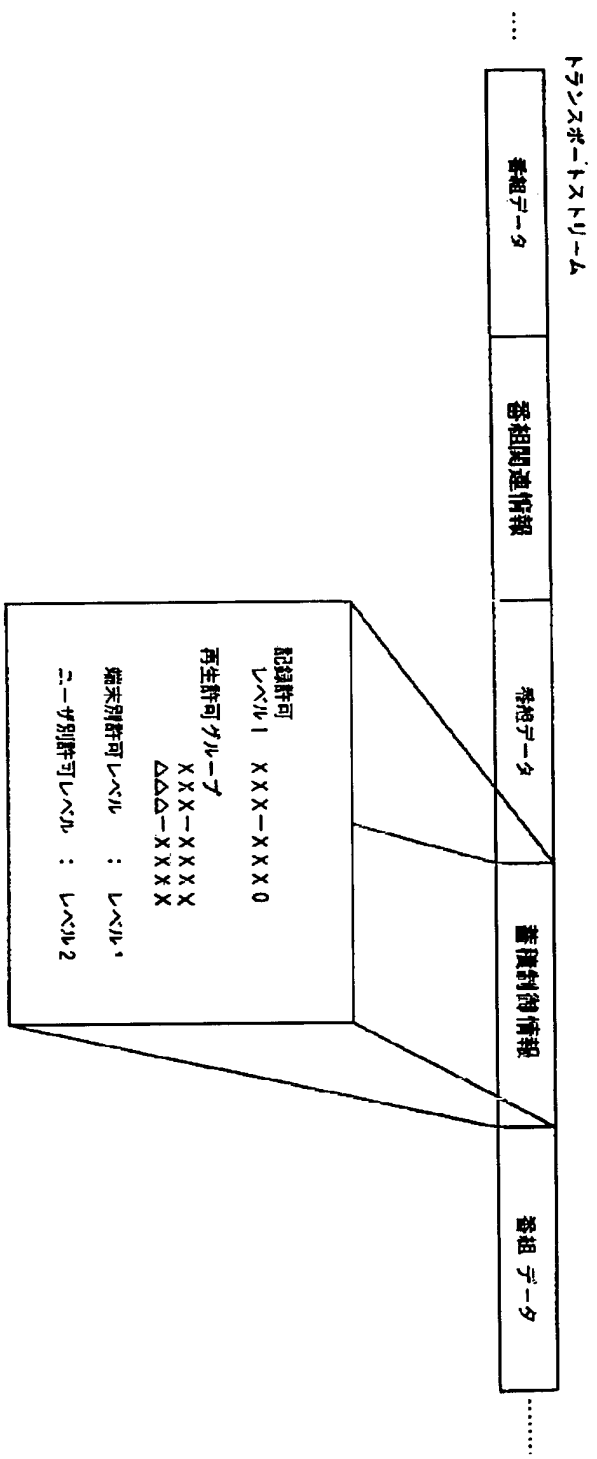 トランスポートストリーム
……
番組データ
番組関連情報
番組データ
蓄積制御情報
番組 データ
……
記録許可
レベル1 XXX－XXX0
再生許可グループ
XXX－XXXX
△△△－XXXX
端末別許可レベル : レベル1
ユーザ別許可レベル : レベル2